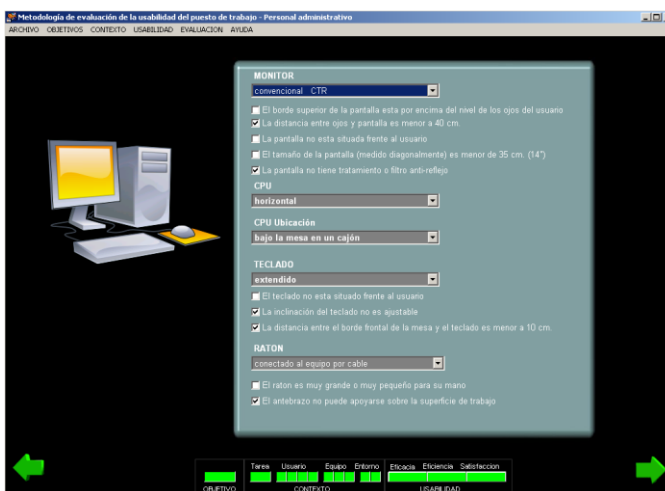 Metodología de evaluación de la usabilidad del puesto de trabajo - Personal administrativo
ARCHIVO OBJETIVOS CONTEXTO USABILIDAD EVALUACION AYUDA
MONITOR
convencional CTR
El borde superior de la pantalla esta por encima del nivel de los ojos del usuario
La distancia entre ojos y pantalla es menor a 40 cm.
La pantalla no esta situada frente al usuario
El tamaño de la pantalla (medido diagonalmente) es menor de 35 cm. (14")
La pantalla no tiene tratamiento o filtro anti-reflejo
CPU
horizontal
CPU Ubicación
bajo la mesa en un cajón
TECLADO
extendido
El teclado no esta situado frente al usuario
La inclinación del teclado no es ajustable
La distancia entre el borde frontal de la mesa y el teclado es menor a 10 cm.
RATON
conectado al equipo por cable
El raton es muy grande o muy pequeño para su mano
El antebrazo no puede apoyarse sobre la superficie de trabajo
Tarea Usuario Equipo Entorno Eficacia Eficiencia Satisfaccion
OBJETIVO CONTEXTO USABILIDAD